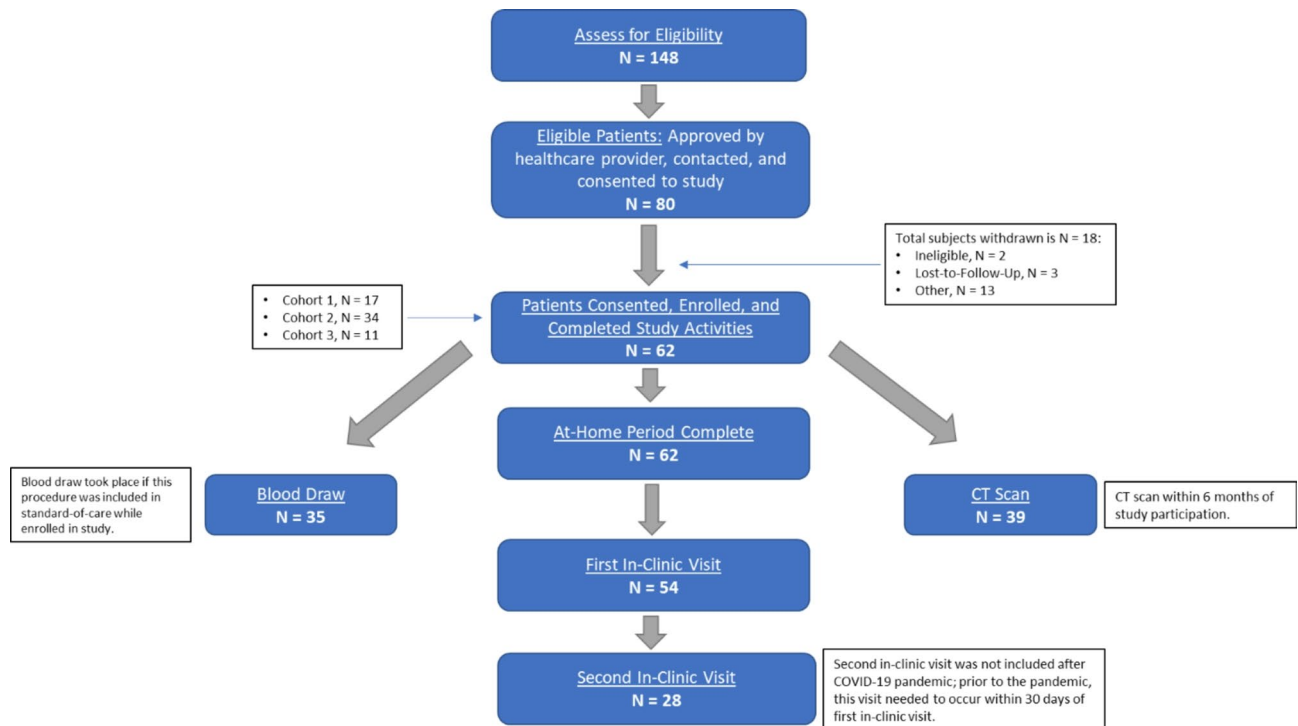 Assess for Eligibility
N = 148
Eligible Patients: Approved by
healthcare provider, contacted, and
consented to study
N = 80
Total subjects withdrawn is N = 18:
• Ineligible, N = 2
• Lost-to-Follow-Up, N = 3
• Other, N = 13
• Cohort 1, N = 17
• Cohort 2, N = 34
• Cohort 3, N = 11
Patients Consented, Enrolled, and
Completed Study Activities
N = 62
At-Home Period Complete
N = 62
Blood draw took place if this
procedure was included in
standard-of-care while
enrolled in study.
Blood Draw
N = 35
CT Scan
N = 39
CT scan within 6 months of
study participation.
First In-Clinic Visit
N = 54
Second In-Clinic Visit
N = 28
Second in-clinic visit was not included after
COVID-19 pandemic; prior to the pandemic,
this visit needed to occur within 30 days of
first in-clinic visit.